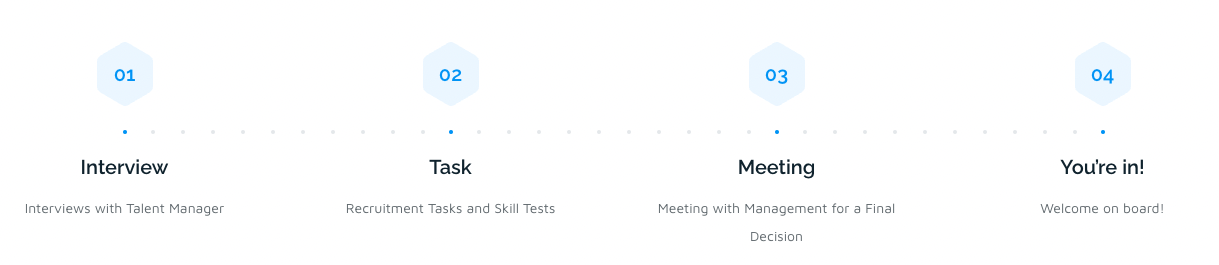 01
02
03
04
Interview
Task
Meeting
You're in!
Interviews with Talent Manager
Recruitment Tasks and Skill Tests
Meeting with Management for a Final
Decision
Welcome on board!